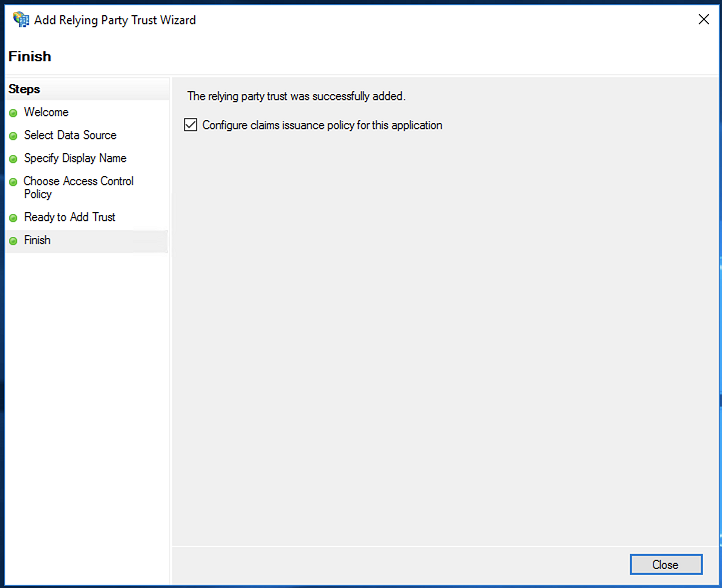 Add Relying Party Trust Wizard
Finish
Steps
Welcome
Select Data Source
Specify Display Name
Choose Access Control
Policy
Ready to Add Trust
Finish
The relying party trust was successfully added.
Configure claims issuance policy for this application
Close